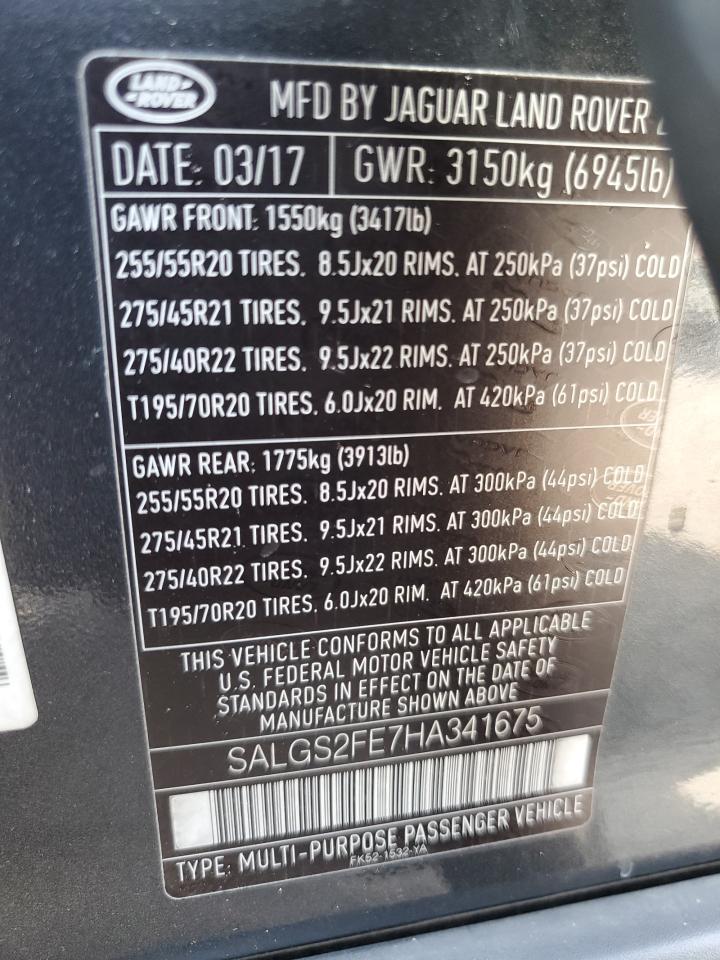 LAND ROVER
MFD BY JAGUAR LAND ROVER
DATE: 03/17
GWR: 3150kg (6945lb)
GAWR FRONT: 1550kg (3417lb)
255/55R20 TIRES. 8.5Jx20 RIMS. AT 250kPa (37psi) COLD
275/45R21 TIRES. 9.5Jx21 RIMS. AT 250kPa (37psi) COLD
275/40R22 TIRES. 9.5Jx22 RIMS. AT 250kPa (37psi) COLD
T195/70R20 TIRES. 6.0Jx20 RIM. AT 420kPa (61psi) COLD
GAWR REAR: 1775kg (3913lb)
255/55R20 TIRES. 8.5Jx20 RIMS. AT 300kPa (44psi) COLD
275/45R21 TIRES. 9.5Jx21 RIMS. AT 300kPa (44psi) COLD
275/40R22 TIRES. 9.5Jx22 RIMS. AT 300kPa (44psi) COLD
T195/70R20 TIRES. 6.0Jx20 RIM. AT 420kPa (61psi) COLD
THIS VEHICLE CONFORMS TO ALL APPLICABLE
U.S. FEDERAL MOTOR VEHICLE SAFETY
STANDARDS IN EFFECT ON THE DATE OF
MANUFACTURE SHOWN ABOVE
SALGS2FE7HA341675
TYPE: MULTI-PURPOSE PASSENGER VEHICLE
FK52-1532-YA